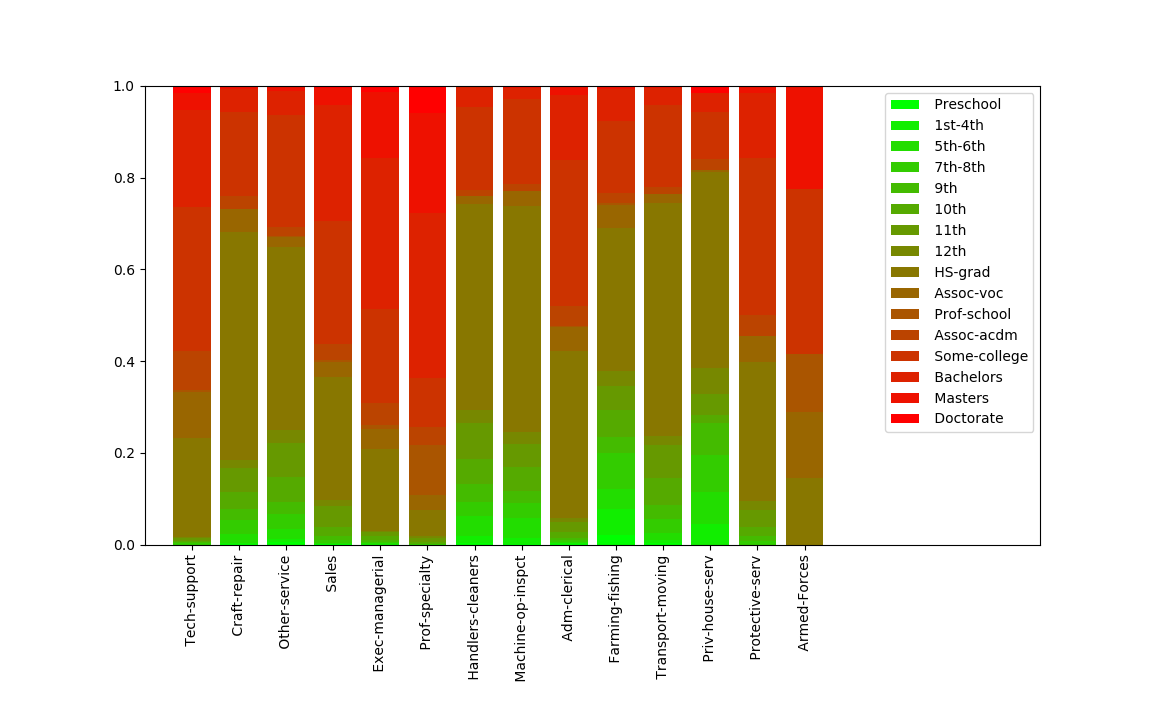 1.0
0.8
0.6
0.4
0.2
0.0
Preschool
1st-4th
5th-6th
7th-8th
9th
10th
11th
12th
HS-grad
Assoc-voc
Prof-school
Assoc-acdm
Some-college
Bachelors
Masters
Doctorate
Tech-support
Craft-repair
Other-service
Sales
Exec-managerial
Prof-specialty
Handlers-cleaners
Machine-op-inspct
Adm-clerical
Farming-fishing
Transport-moving
Priv-house-serv
Protective-serv
Armed-Forces